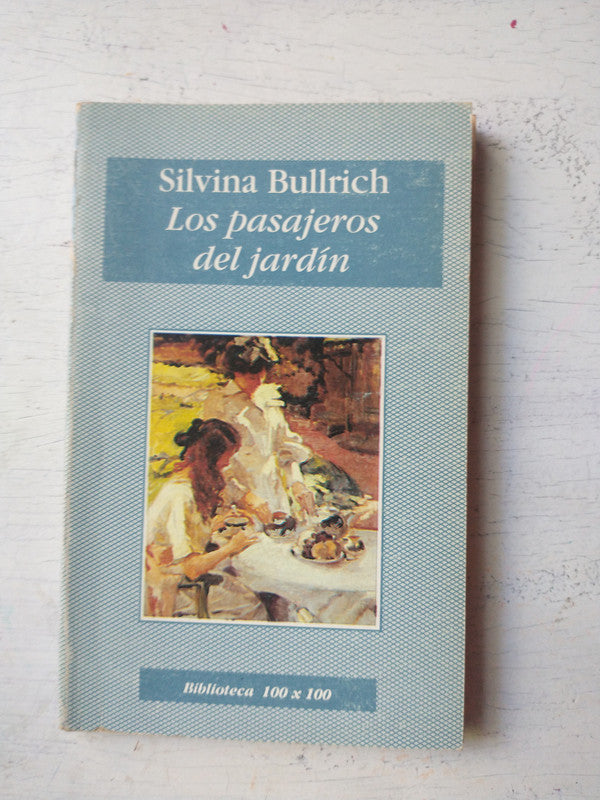 Silvina Bullrich
Los pasajeros
del jardín
Biblioteca 100 x 100